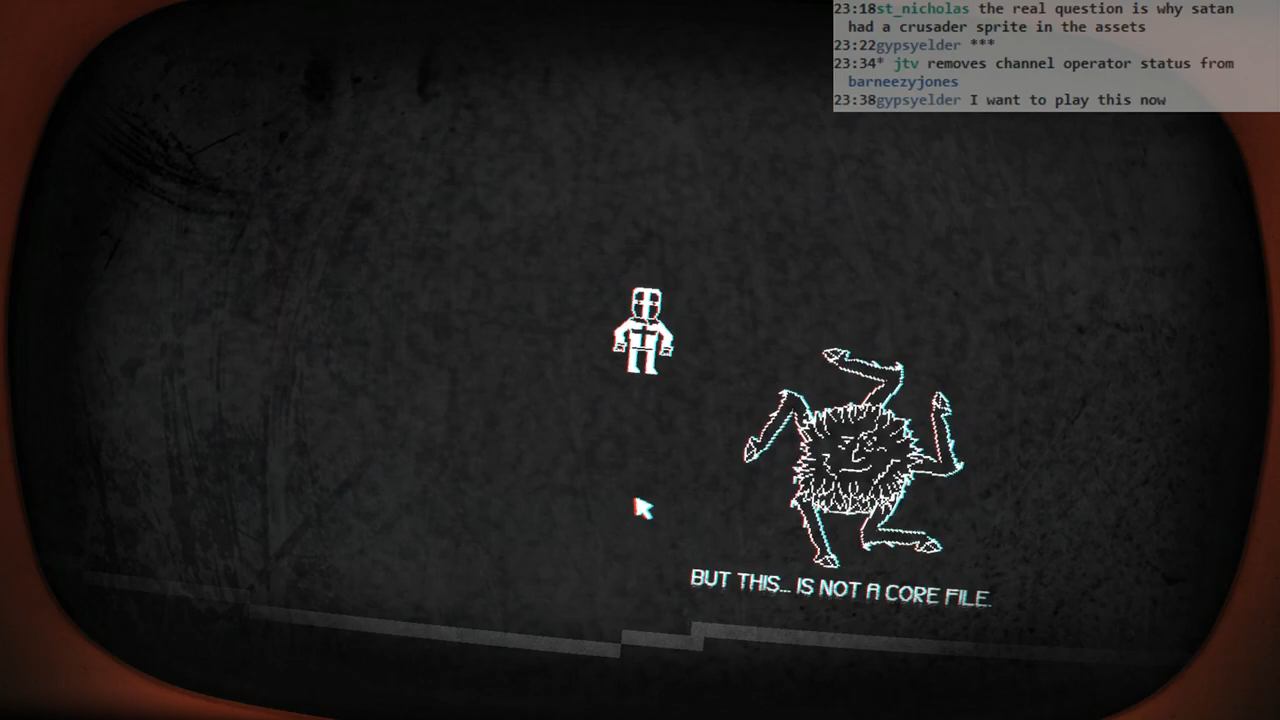 23:18st_nicholas the real question is why satan
had a crusader sprite in the assets
23:22gypsyelder ***
23:34* jtv removes channel operator status from
barneezyjones
23:38gypsyelder I want to play this now
BUT THIS... IS NOT A CORE FILE.